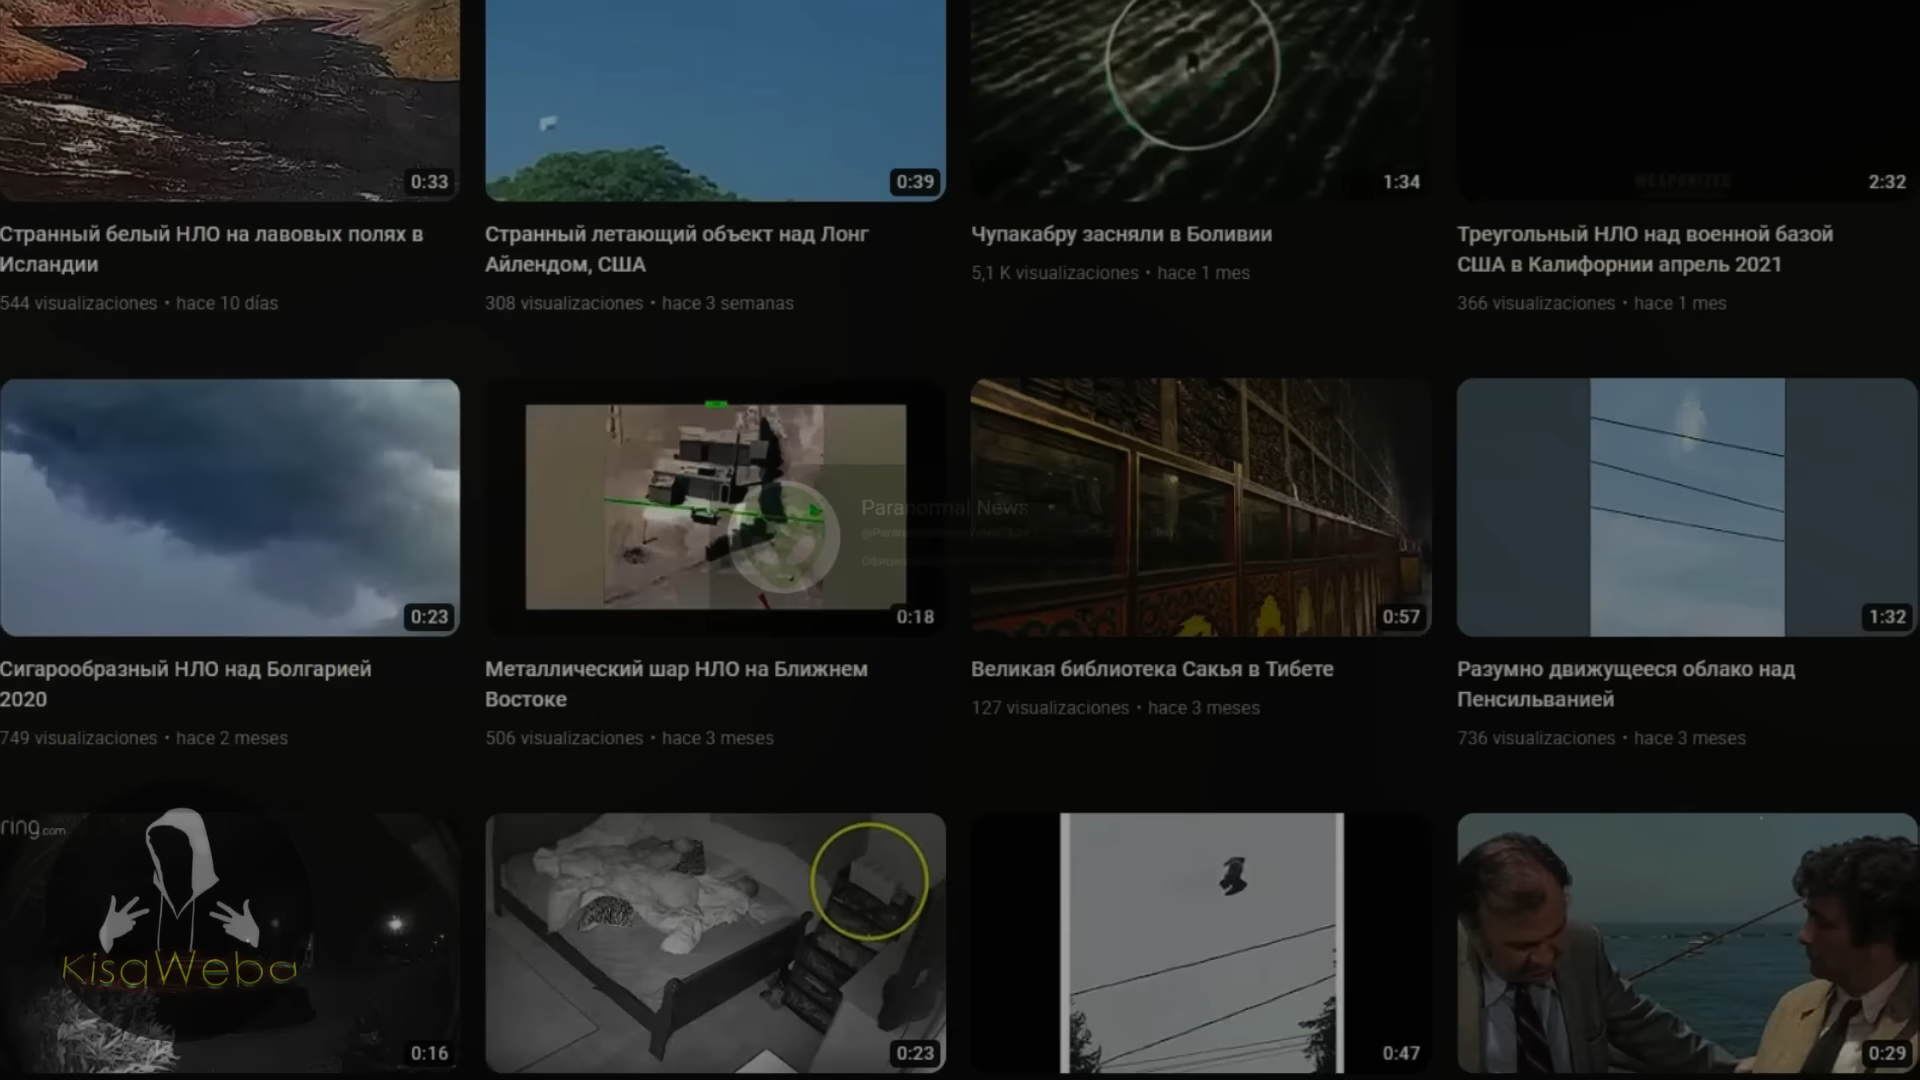 0:33
0:39
1:34
WEAPONIZED
2:32
Странный белый НЛО на лавовых полях в
Исландии
544 visualizaciones • hace 10 días
Странный летающий объект над Лонг
Айлендом, США
308 visualizaciones • hace 3 semanas
Чупакабру засняли в Боливии
5,1 K visualizaciones • hace 1 mes
Треугольный НЛО над военной базой
США в Калифорнии апрель 2021
366 visualizaciones • hace 1 mes
Paranormal News
0:23
0:18
0:57
1:32
Сигарообразный НЛО над Болгарией
2020
749 visualizaciones • hace 2 meses
Металлический шар НЛО на Ближнем
Востоке
506 visualizaciones • hace 3 meses
Великая библиотека Сакья в Тибете
127 visualizaciones • hace 3 meses
Разумно движущееся облако над
Пенсильванией
736 visualizaciones • hace 3 meses
ring.com
KisaWeba
0:16
0:23
0:47
0:29